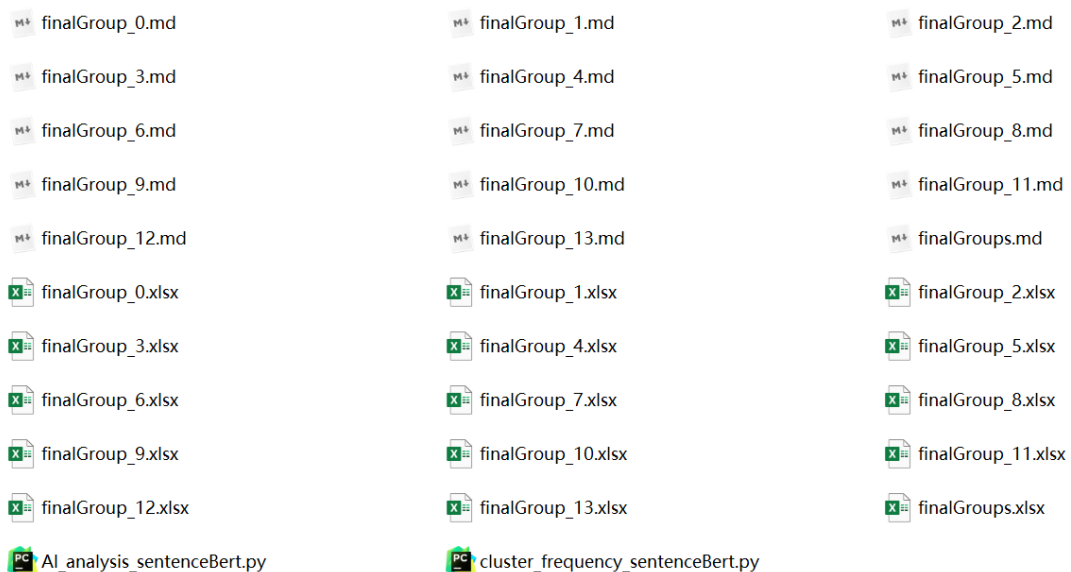 finalGroup_0.md
finalGroup_1.md
finalGroup_2.md
finalGroup_3.md
finalGroup_4.md
finalGroup_5.md
finalGroup_6.md
finalGroup_7.md
finalGroup_8.md
finalGroup_9.md
finalGroup_10.md
finalGroup_11.md
finalGroup_12.md
finalGroup_13.md
finalGroups.md
finalGroup_0.xlsx
finalGroup_1.xlsx
finalGroup_2.xlsx
finalGroup_3.xlsx
finalGroup_4.xlsx
finalGroup_5.xlsx
finalGroup_6.xlsx
finalGroup_7.xlsx
finalGroup_8.xlsx
finalGroup_9.xlsx
finalGroup_10.xlsx
finalGroup_11.xlsx
finalGroup_12.xlsx
finalGroup_13.xlsx
finalGroups.xlsx
AI_analysis_sentenceBert.py
cluster_frequency_sentenceBert.py